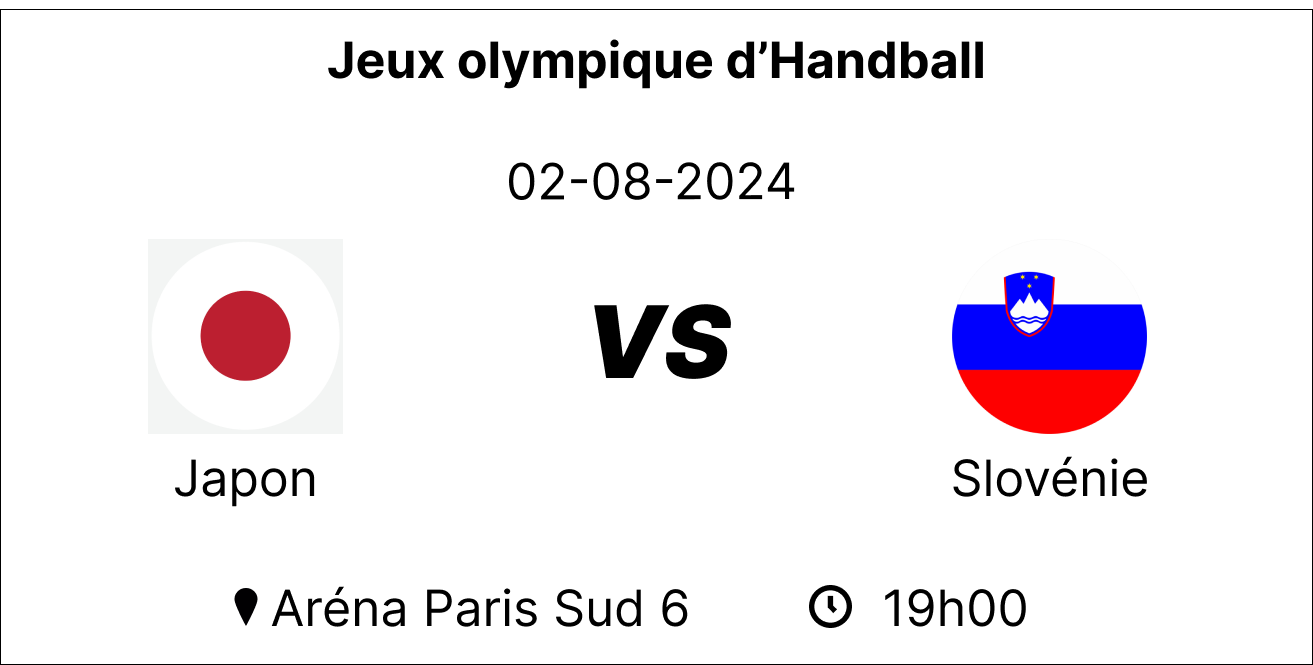 Jeux olympique d’Handball
02-08-2024
VS
Japon
Slovénie
Aréna Paris Sud 6
19h00